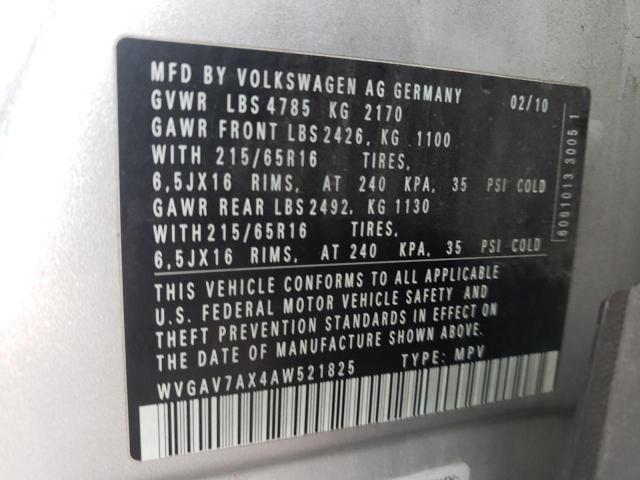 MFD BY VOLKSWAGEN AG GERMANY 02/10
GVWR LBS 4785 KG 2170
GAWR FRONT LBS 2426, KG 1100
WITH 215/65R16 TIRES,
6,5JX16 RIMS, AT 240 KPA, 35 PSI COLD
GAWR REAR LBS 2492, KG 1130
WITH 215/65R16 TIRES,
6,5JX16 RIMS, AT 240 KPA, 35 PSI COLD
THIS VEHICLE CONFORMS TO ALL APPLICABLE
U.S. FEDERAL MOTOR VEHICLE SAFETY AND
THEFT PREVENTION STANDARDS IN EFFECT ON
THE DATE OF MANUFACTURE SHOWN ABOVE.
WVGAV7AX4AW521825 TYPE: MPV
6061013 3005 1